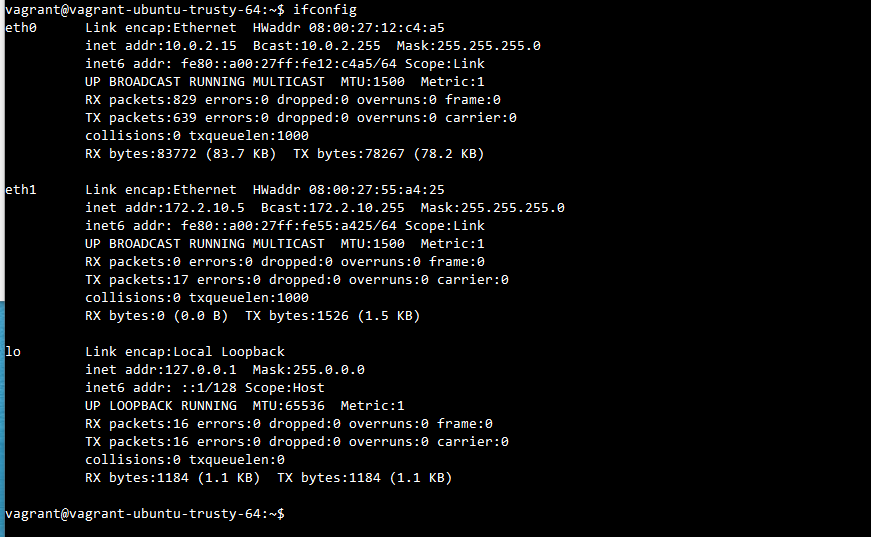 vagrant@vagrant-ubuntu-trusty-64:~$ ifconfig
eth0      Link encap:Ethernet  HWaddr 08:00:27:12:c4:a5
          inet addr:10.0.2.15  Bcast:10.0.2.255  Mask:255.255.255.0
          inet6 addr: fe80::a00:27ff:fe12:c4a5/64 Scope:Link
          UP BROADCAST RUNNING MULTICAST  MTU:1500  Metric:1
          RX packets:829 errors:0 dropped:0 overruns:0 frame:0
          TX packets:639 errors:0 dropped:0 overruns:0 carrier:0
          collisions:0 txqueuelen:1000
          RX bytes:83772 (83.7 KB)  TX bytes:78267 (78.2 KB)
eth1      Link encap:Ethernet  HWaddr 08:00:27:55:a4:25
          inet addr:172.2.10.5  Bcast:172.2.10.255  Mask:255.255.255.0
          inet6 addr: fe80::a00:27ff:fe55:a425/64 Scope:Link
          UP BROADCAST RUNNING MULTICAST  MTU:1500  Metric:1
          RX packets:0 errors:0 dropped:0 overruns:0 frame:0
          TX packets:17 errors:0 dropped:0 overruns:0 carrier:0
          collisions:0 txqueuelen:1000
          RX bytes:0 (0.0 B)  TX bytes:1526 (1.5 KB)
lo        Link encap:Local Loopback
          inet addr:127.0.0.1  Mask:255.0.0.0
          inet6 addr: ::1/128 Scope:Host
          UP LOOPBACK RUNNING  MTU:65536  Metric:1
          RX packets:16 errors:0 dropped:0 overruns:0 frame:0
          TX packets:16 errors:0 dropped:0 overruns:0 carrier:0
          collisions:0 txqueuelen:0
          RX bytes:1184 (1.1 KB)  TX bytes:1184 (1.1 KB)
vagrant@vagrant-ubuntu-trusty-64:~$